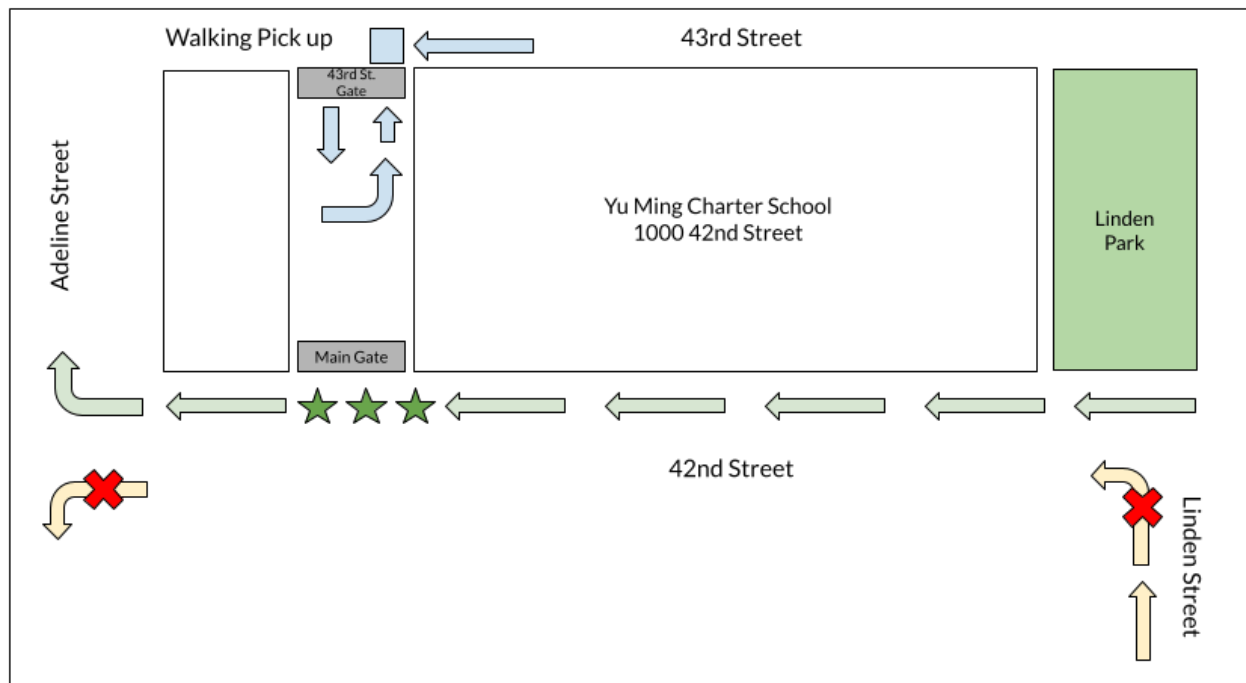 Walking Pick up
43rd Street
43rd St.
Gate
Adeline Street
Yu Ming Charter School
1000 42nd Street
Linden
Park
Main Gate
42nd Street
Linden Street